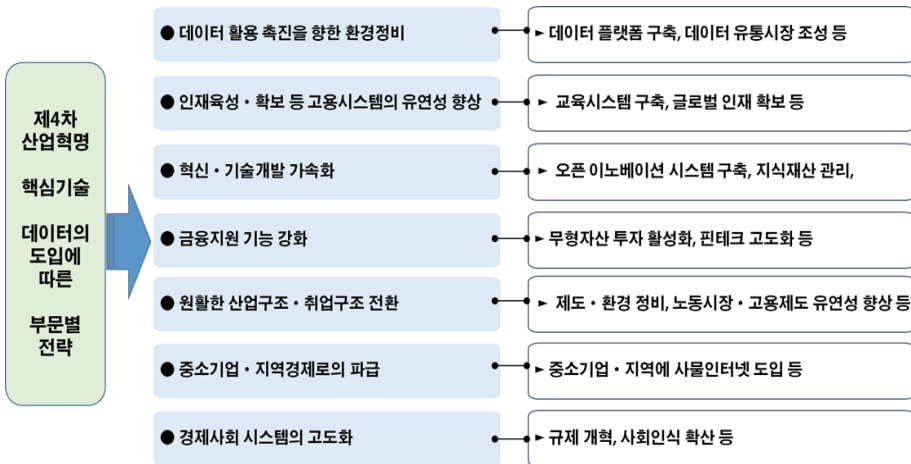 제4차
산업혁명
핵심기술
데이터의
도입에
따른
부문별
전략
● 데이터 활용 촉진을 향한 환경정비
► 데이터 플랫폼 구축, 데이터 유통시장 조성 등
● 인재육성・확보 등 고용시스템의 유연성 향상
► 교육시스템 구축, 글로벌 인재 확보 등
● 혁신・기술개발 가속화
► 오픈 이노베이션 시스템 구축, 지식재산 관리,
● 금융지원 기능 강화
► 무형자산 투자 활성화, 핀테크 고도화 등
● 원활한 산업구조・취업구조 전환
► 제도・환경 정비, 노동시장・고용제도 유연성 향상 등
● 중소기업・지역경제로의 파급
► 중소기업・지역에 사물인터넷 도입 등
● 경제사회 시스템의 고도화
► 규제 개혁, 사회인식 확산 등